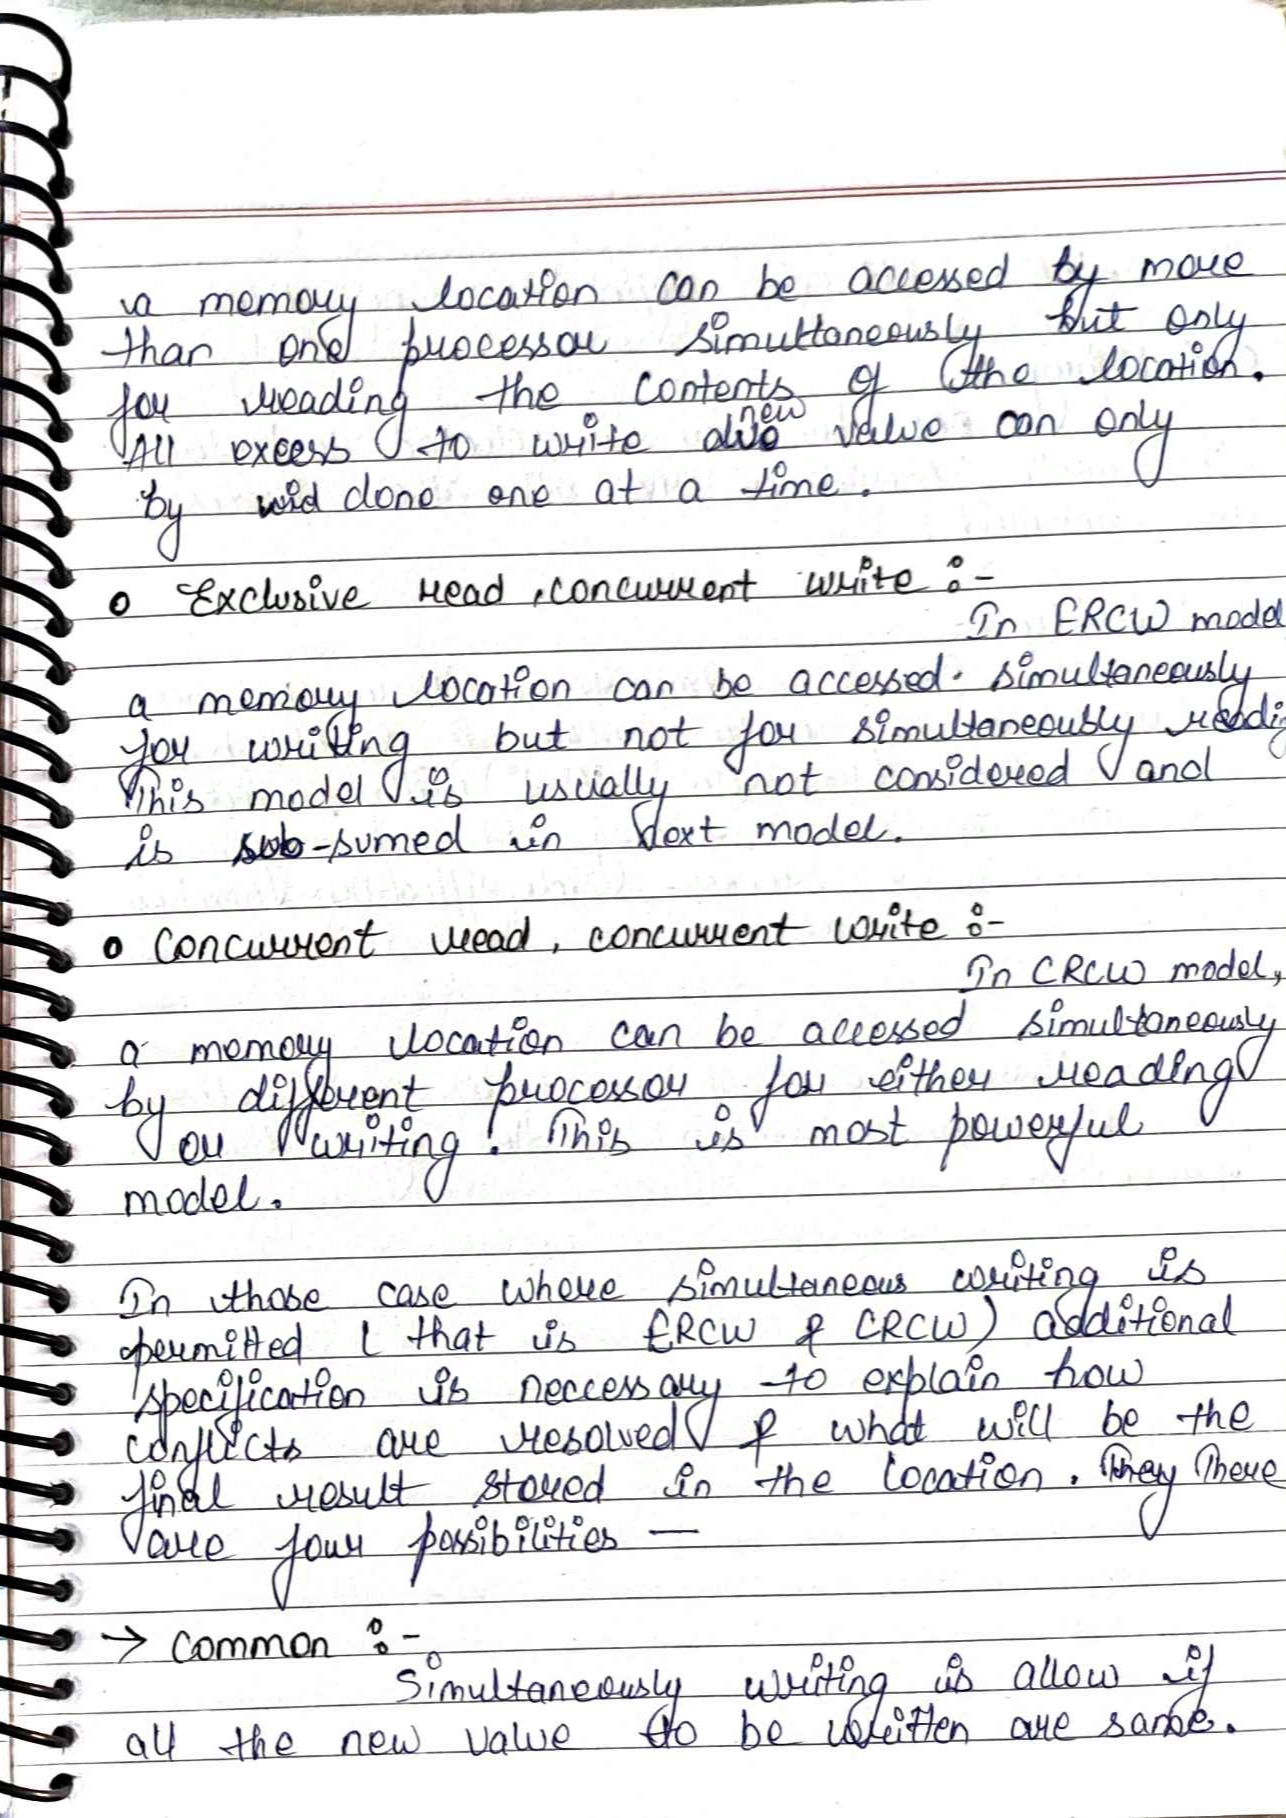 a memory location can be accessed by more
than one processor simultaneously but only
for reading the contents of the location.
All excess to write new value can only
by done one at a time.
o Exclusive read, concurrent write :-
In ERCW model
a memory location can be accessed. simultaneously
for writing but not for simultaneously readi
This model is usually not considered and
is sub-sumed in Next model.
o Concurrent read, concurrent write :-
In CRCW model,
a memory location can be accessed simultaneously
by different processor for either reading
or writing. This is most powerful
model.
In those case where simultaneous writing is
permitted ( that is ERCW & CRCW) additional
specification is neccessary to explain how
conflicts are resolved & what will be the
final result stored in the location. They There
are four possibilities —
→ Common :-
Simultaneously writing is allow if
all the new value to be written are same.